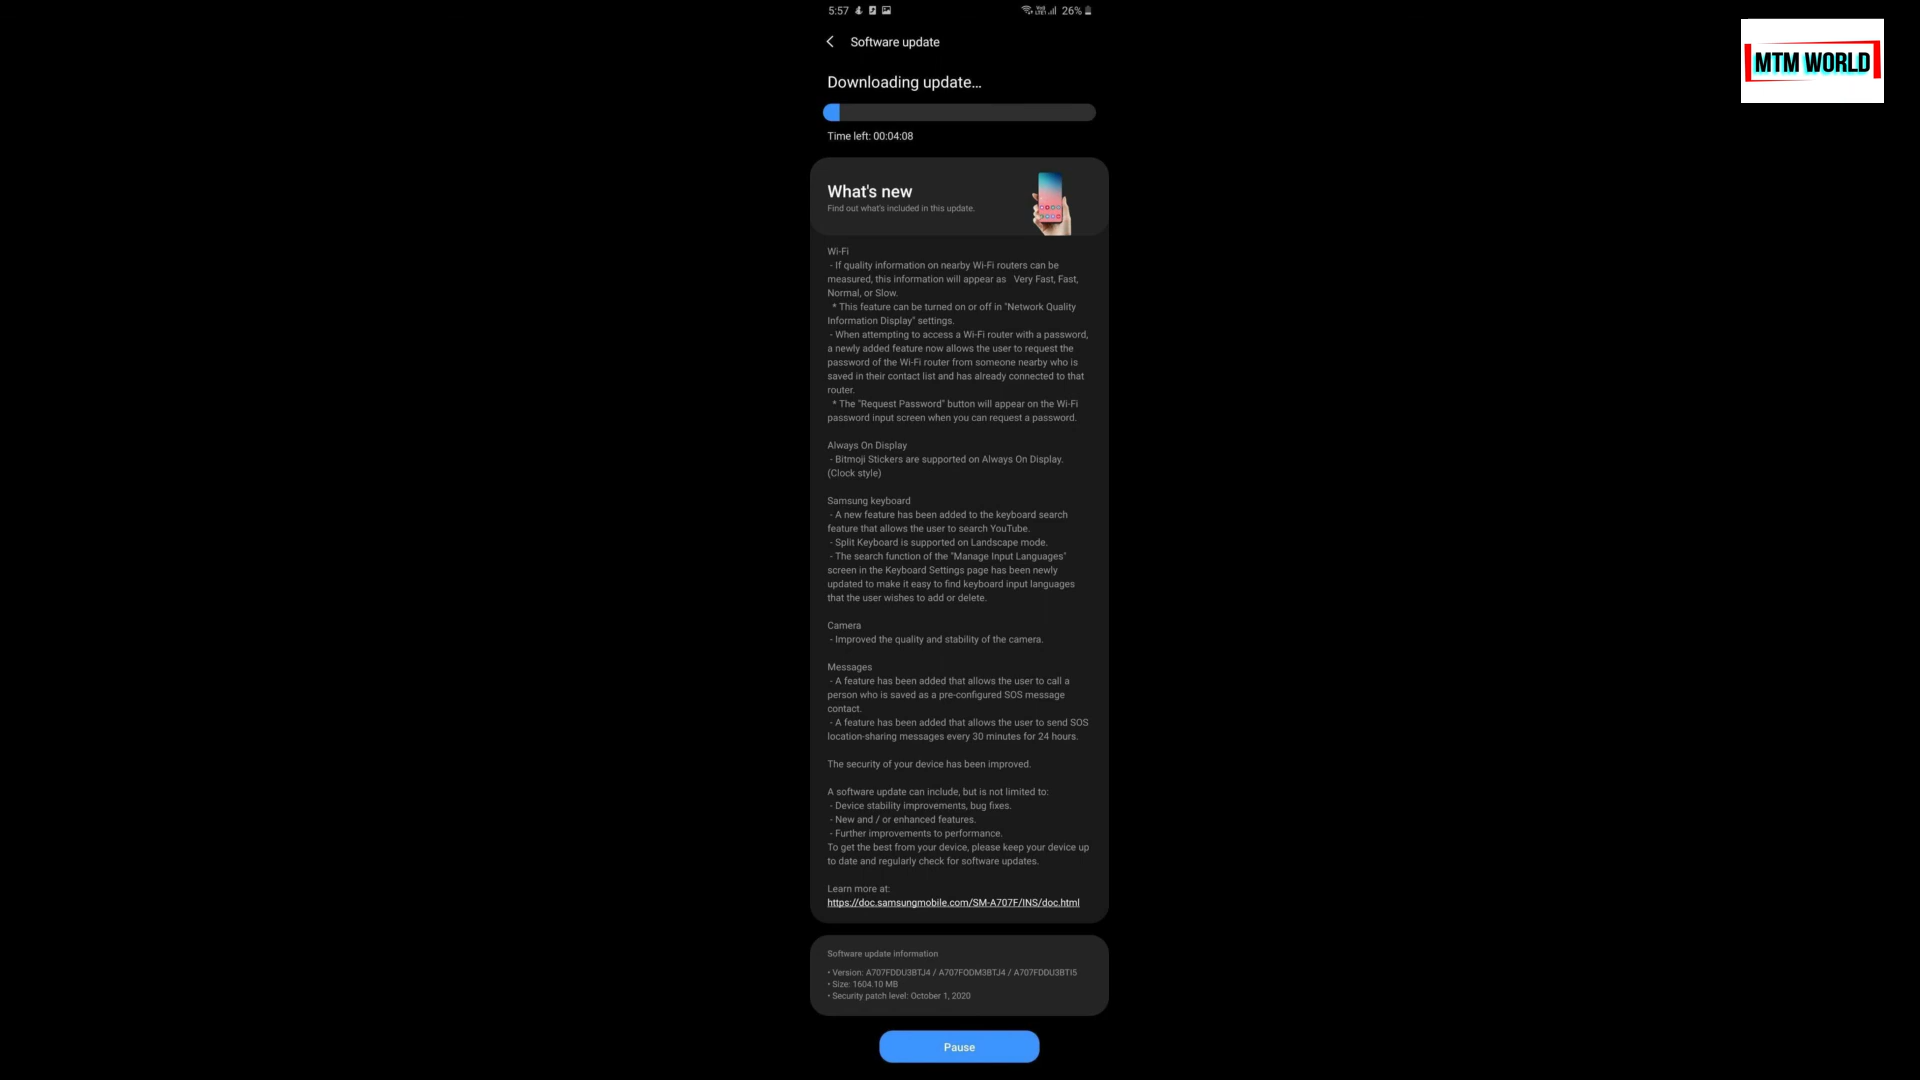 5:57
26%
MTM WORLD
Software update
Downloading update...
Time left: 00:04:08
What's new
Find out what's included in this update.
Wi-Fi
- If quality information on nearby Wi-Fi routers can be
measured, this information will appear as   Very Fast, Fast,
Normal, or Slow.
* This feature can be turned on or off in "Network Quality
Information Display" settings.
- When attempting to access a Wi-Fi router with a password,
a newly added feature now allows the user to request the
password of the Wi-Fi router from someone nearby who is
saved in their contact list and has already connected to that
router.
* The "Request Password" button will appear on the Wi-Fi
password input screen when you can request a password.
Always On Display
- Bitmoji Stickers are supported on Always On Display.
(Clock style)
Samsung keyboard
- A new feature has been added to the keyboard search
feature that allows the user to search YouTube.
- Split Keyboard is supported on Landscape mode.
- The search function of the "Manage Input Languages"
screen in the Keyboard Settings page has been newly
updated to make it easy to find keyboard input languages
that the user wishes to add or delete.
Camera
- Improved the quality and stability of the camera.
Messages
- A feature has been added that allows the user to call a
person who is saved as a pre-configured SOS message
contact.
- A feature has been added that allows the user to send SOS
location-sharing messages every 30 minutes for 24 hours.
The security of your device has been improved.
A software update can include, but is not limited to:
- Device stability improvements, bug fixes.
- New and / or enhanced features.
- Further improvements to performance.
To get the best from your device, please keep your device up
to date and regularly check for software updates.
Learn more at:
https://doc.samsungmobile.com/SM-A707F/INS/doc.html
Software update information
• Version: A707FDDU3BTJ4 / A707FODM3BTJ4 / A707FDDU3BTI5
• Size: 1604.10 MB
• Security patch level: October 1, 2020
Pause